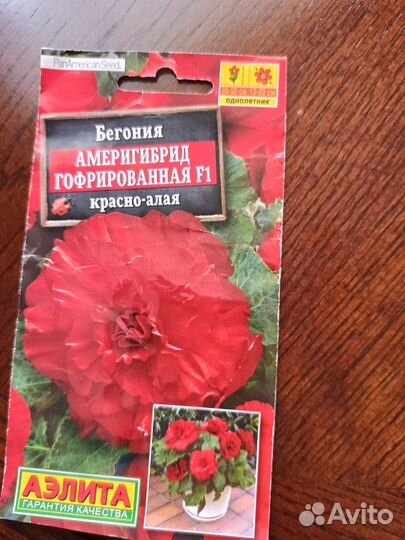 PanAmerican Seed
Бегония
АМЕРИГИБРИД
ГОФРИРОВАННАЯ F1
красно-алая
однолетник
АЭЛИТА
ГАРАНТИЯ КАЧЕСТВА
Avito